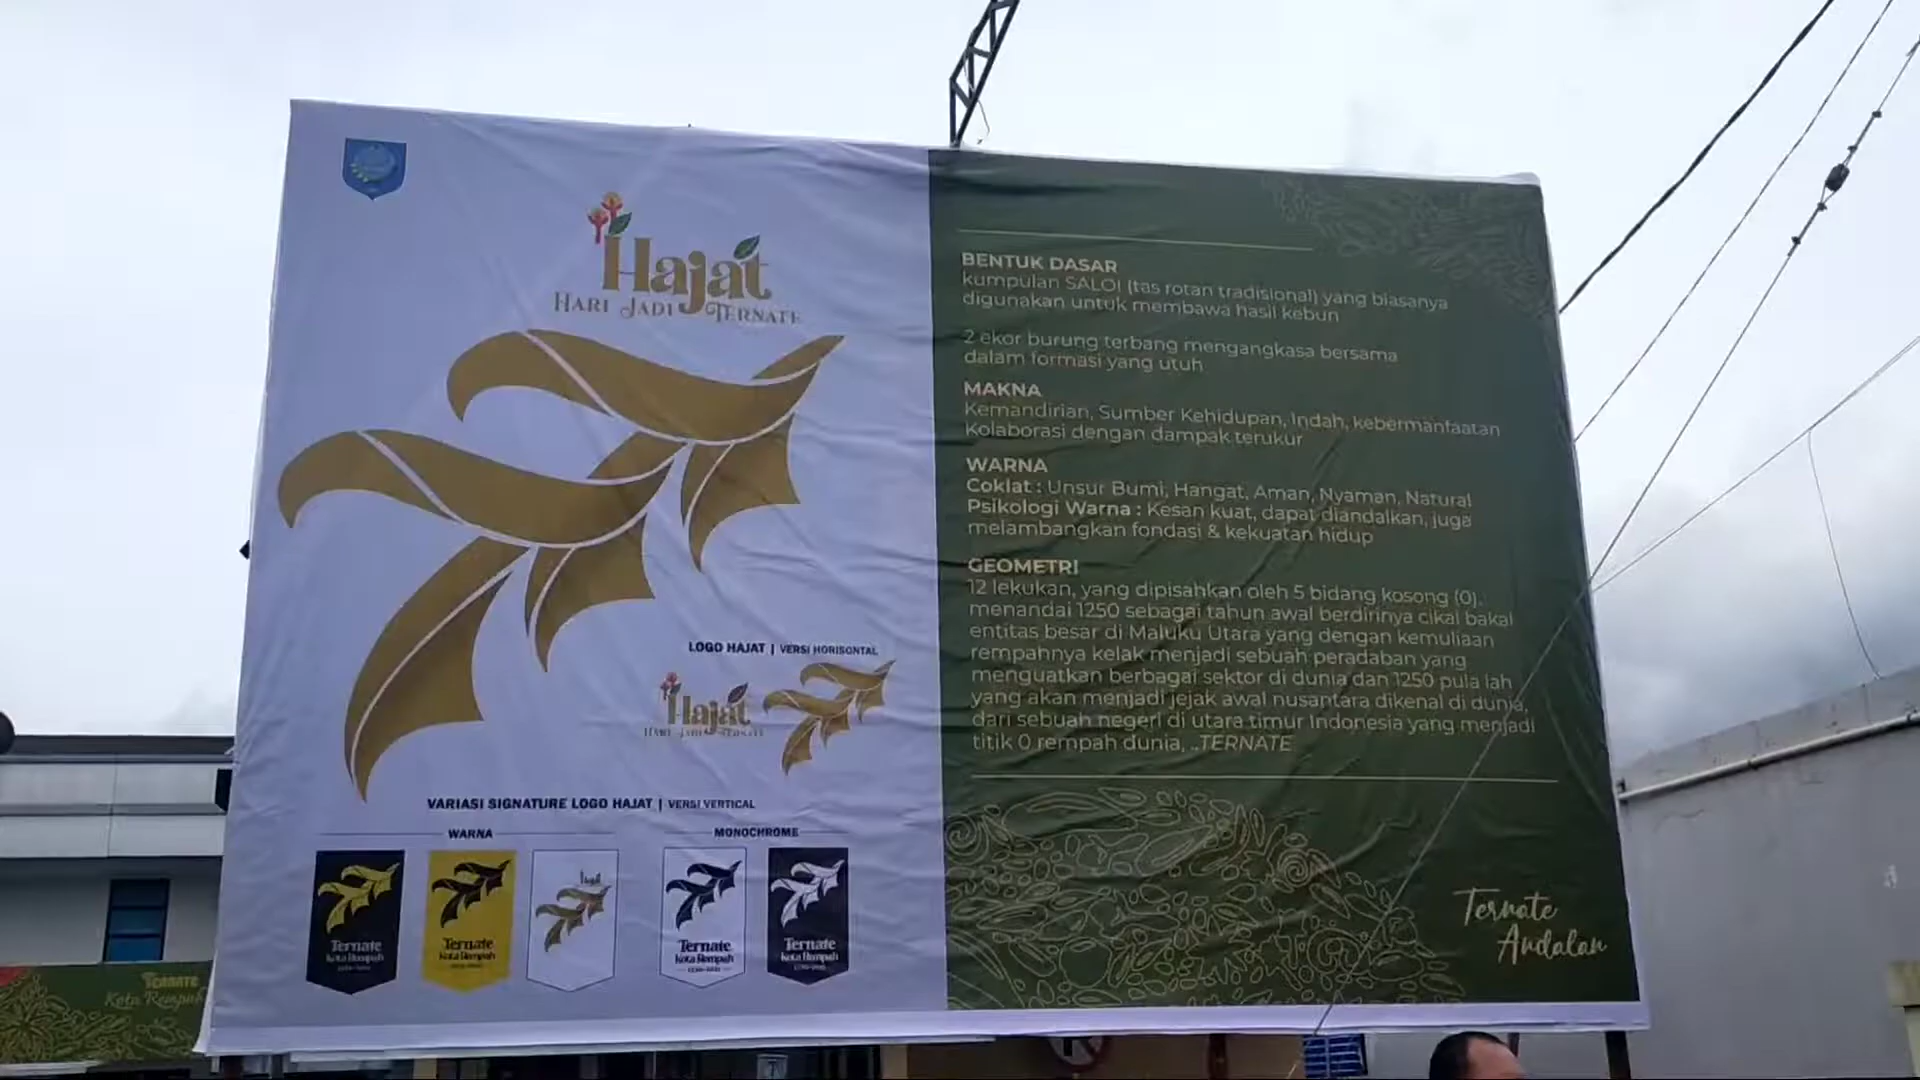 Hajat
HARI JADI TERNATE
LOGO HAJAT | VERSI HORISONTAL
Hajat
HARI JADI TERNATE
VARIASI SIGNATURE LOGO HAJAT | VERSI VERTICAL
WARNA
MONOCHROME
Ternate
Kota Rempah
Ternate
Kota Rempah
Hajat
Ternate
Kota Rempah
Ternate
Kota Rempah
BENTUK DASAR
kumpulan SALOI (tas rotan tradisional) yang biasanya
digunakan untuk membawa hasil kebun
2 ekor burung terbang mengangkasa bersama
dalam formasi yang utuh
MAKNA
Kemandirian, Sumber Kehidupan, Indah, kebermanfaatan
Kolaborasi dengan dampak terukur
WARNA
Coklat : Unsur Bumi, Hangat, Aman, Nyaman, Natural
Psikologi Warna : Kesan kuat, dapat diandalkan, juga
melambangkan fondasi & kekuatan hidup
GEOMETRI
12 lekukan, yang dipisahkan oleh 5 bidang kosong (0).
menandai 1250 sebagai tahun awal berdirinya cikal bakal
entitas besar di Maluku Utara yang dengan kemuliaan
rempahnya kelak menjadi sebuah peradaban yang
menguatkan berbagai sektor di dunia dan 1250 pula lah
yang akan menjadi jejak awal nusantara dikenal di dunia,
dari sebuah negeri di utara timur Indonesia yang menjadi
titik 0 rempah dunia, ..TERNATE
Ternate
Andalan
TERNATE
Kota Rempah